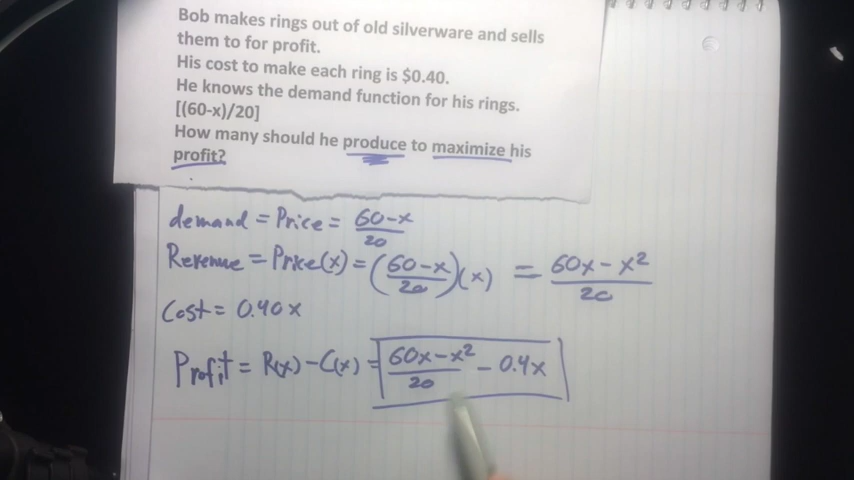 Bob makes rings out of old silverware and sells
them to for profit.
His cost to make each ring is $0.40.
He knows the demand function for his rings.
[(60-x)/20]
How many should he produce to maximize his
profit?
demand = Price = (60-x)/20
Revenue = Price(x) = ((60-x)/20)(x) = (60x-x²)/20
Cost = 0.40x
Profit = R(x) - C(x) = (60x-x²)/20 - 0.4x